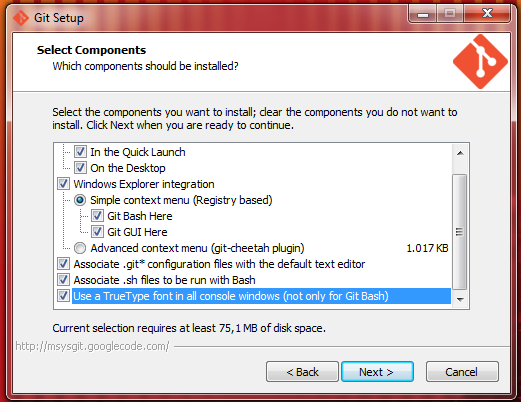 Git Setup
Select Components
Which components should be installed?
Select the components you want to install; clear the components you do not want to
install. Click Next when you are ready to continue.
In the Quick Launch
On the Desktop
Windows Explorer integration
Simple context menu (Registry based)
Git Bash Here
Git GUI Here
Advanced context menu (git-cheetah plugin) 1.017 KB
Associate .git* configuration files with the default text editor
Associate .sh files to be run with Bash
Use a TrueType font in all console windows (not only for Git Bash)
Current selection requires at least 75,1 MB of disk space.
http://msysgit.googlecode.com/
< Back Next > Cancel